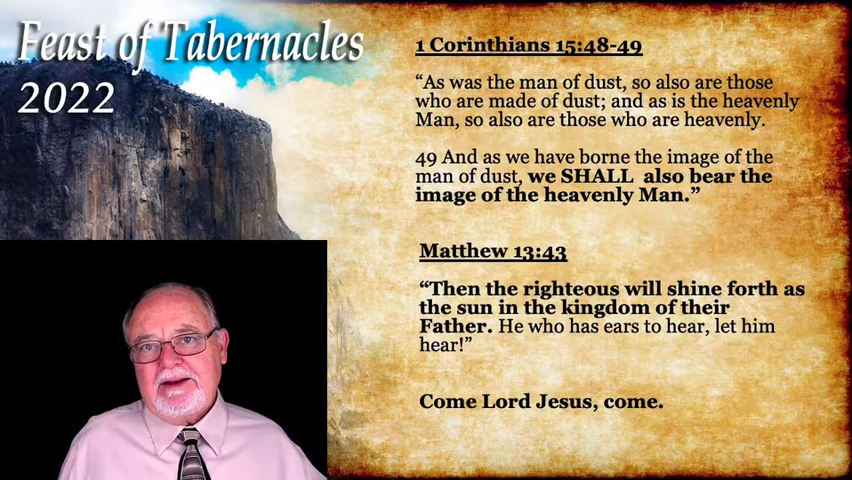 Feast of Tabernacles
2022
1 Corinthians 15:48-49
“As was the man of dust, so also are those
who are made of dust; and as is the heavenly
Man, so also are those who are heavenly.
49 And as we have borne the image of the
man of dust, we SHALL also bear the
image of the heavenly Man.”
Matthew 13:43
“Then the righteous will shine forth as
the sun in the kingdom of their
Father. He who has ears to hear, let him
hear!”
Come Lord Jesus, come.